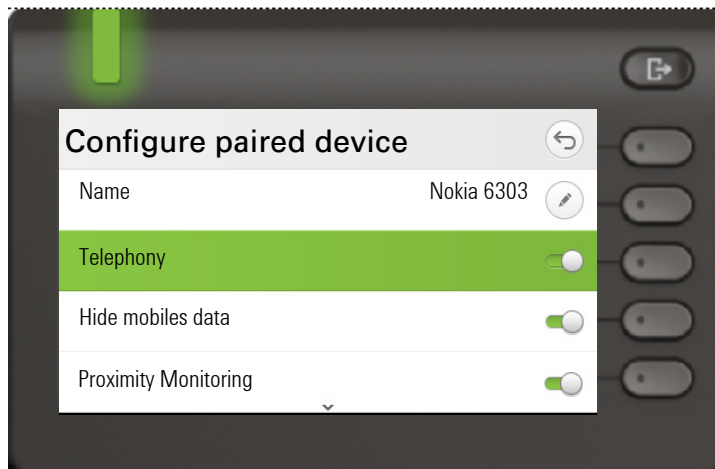 Configure paired device
Name Nokia 6303
Telephony
Hide mobiles data
Proximity Monitoring